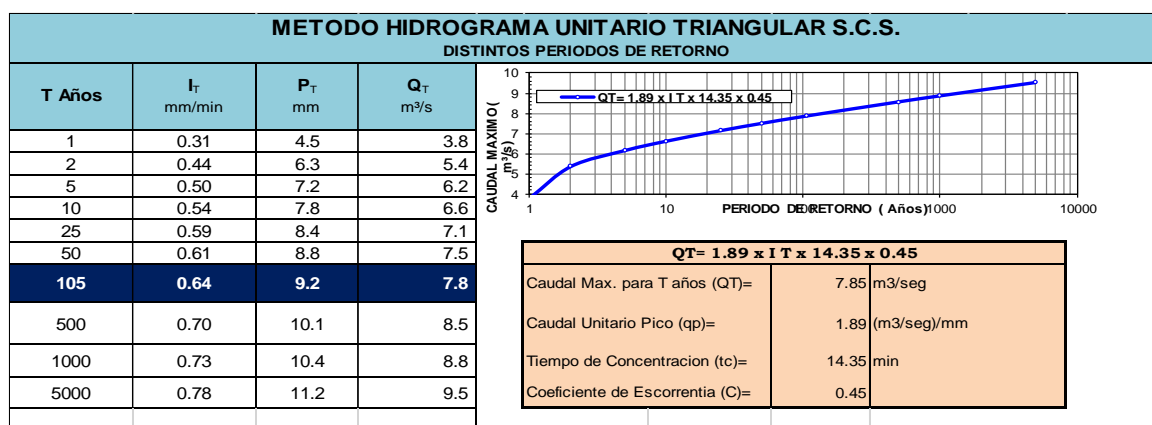 METODO HIDROGRAMA UNITARIO TRIANGULAR S.C.S.
DISTINTOS PERIODOS DE RETORNO
T Años IT PT QT
mm/min mm m³/s
1 0.31 4.5 3.8
2 0.44 6.3 5.4
5 0.50 7.2 6.2
10 0.54 7.8 6.6
25 0.59 8.4 7.1
50 0.61 8.8 7.5
105 0.64 9.2 7.8
500 0.70 10.1 8.5
1000 0.73 10.4 8.8
5000 0.78 11.2 9.5
CAUDAL MAXIMO (
m³/s)
10
9
8
7
6
5
4
QT= 1.89 x I T x 14.35 x 0.45
1 10 100 1000 10000
PERIODO DE RETORNO ( Años)
QT= 1.89 x I T x 14.35 x 0.45
Caudal Max. para T años (QT)= 7.85 m3/seg
Caudal Unitario Pico (qp)= 1.89 (m3/seg)/mm
Tiempo de Concentracion (tc)= 14.35 min
Coeficiente de Escorrentia (C)= 0.45